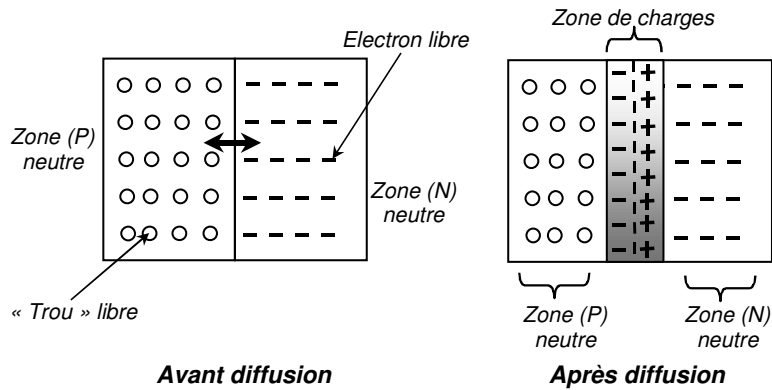 Zone de charges
Electron libre
Zone (P)
neutre
Zone (N)
neutre
« Trou » libre
Zone (P)
neutre
Zone (N)
neutre
Avant diffusion
Après diffusion